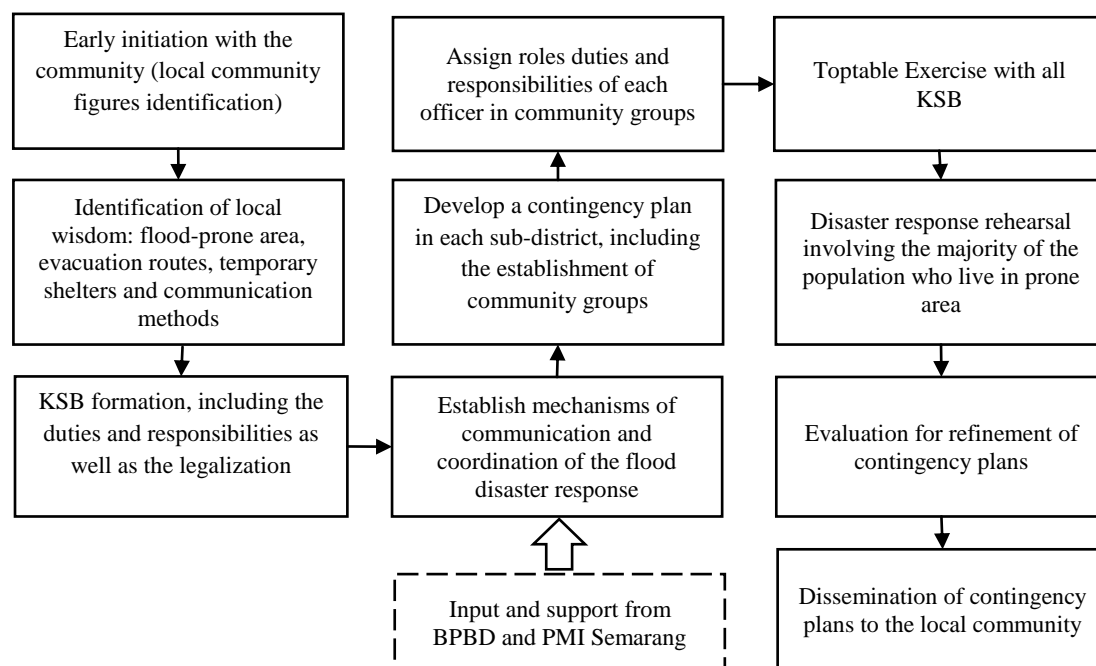 Early initiation with the
community (local community
figures identification)
Identification of local
wisdom: flood-prone area,
evacuation routes, temporary
shelters and communication
methods
KSB formation, including the
duties and responsibilities as
well as the legalization
Establish mechanisms of
communication and
coordination of the flood
disaster response
Input and support from
BPBD and PMI Semarang
Develop a contingency plan
in each sub-district, including
the establishment of
community groups
Assign roles duties and
responsibilities of each
officer in community groups
Toptable Exercise with all
KSB
Disaster response rehearsal
involving the majority of the
population who live in prone
area
Evaluation for refinement of
contingency plans
Dissemination of contingency
plans to the local community